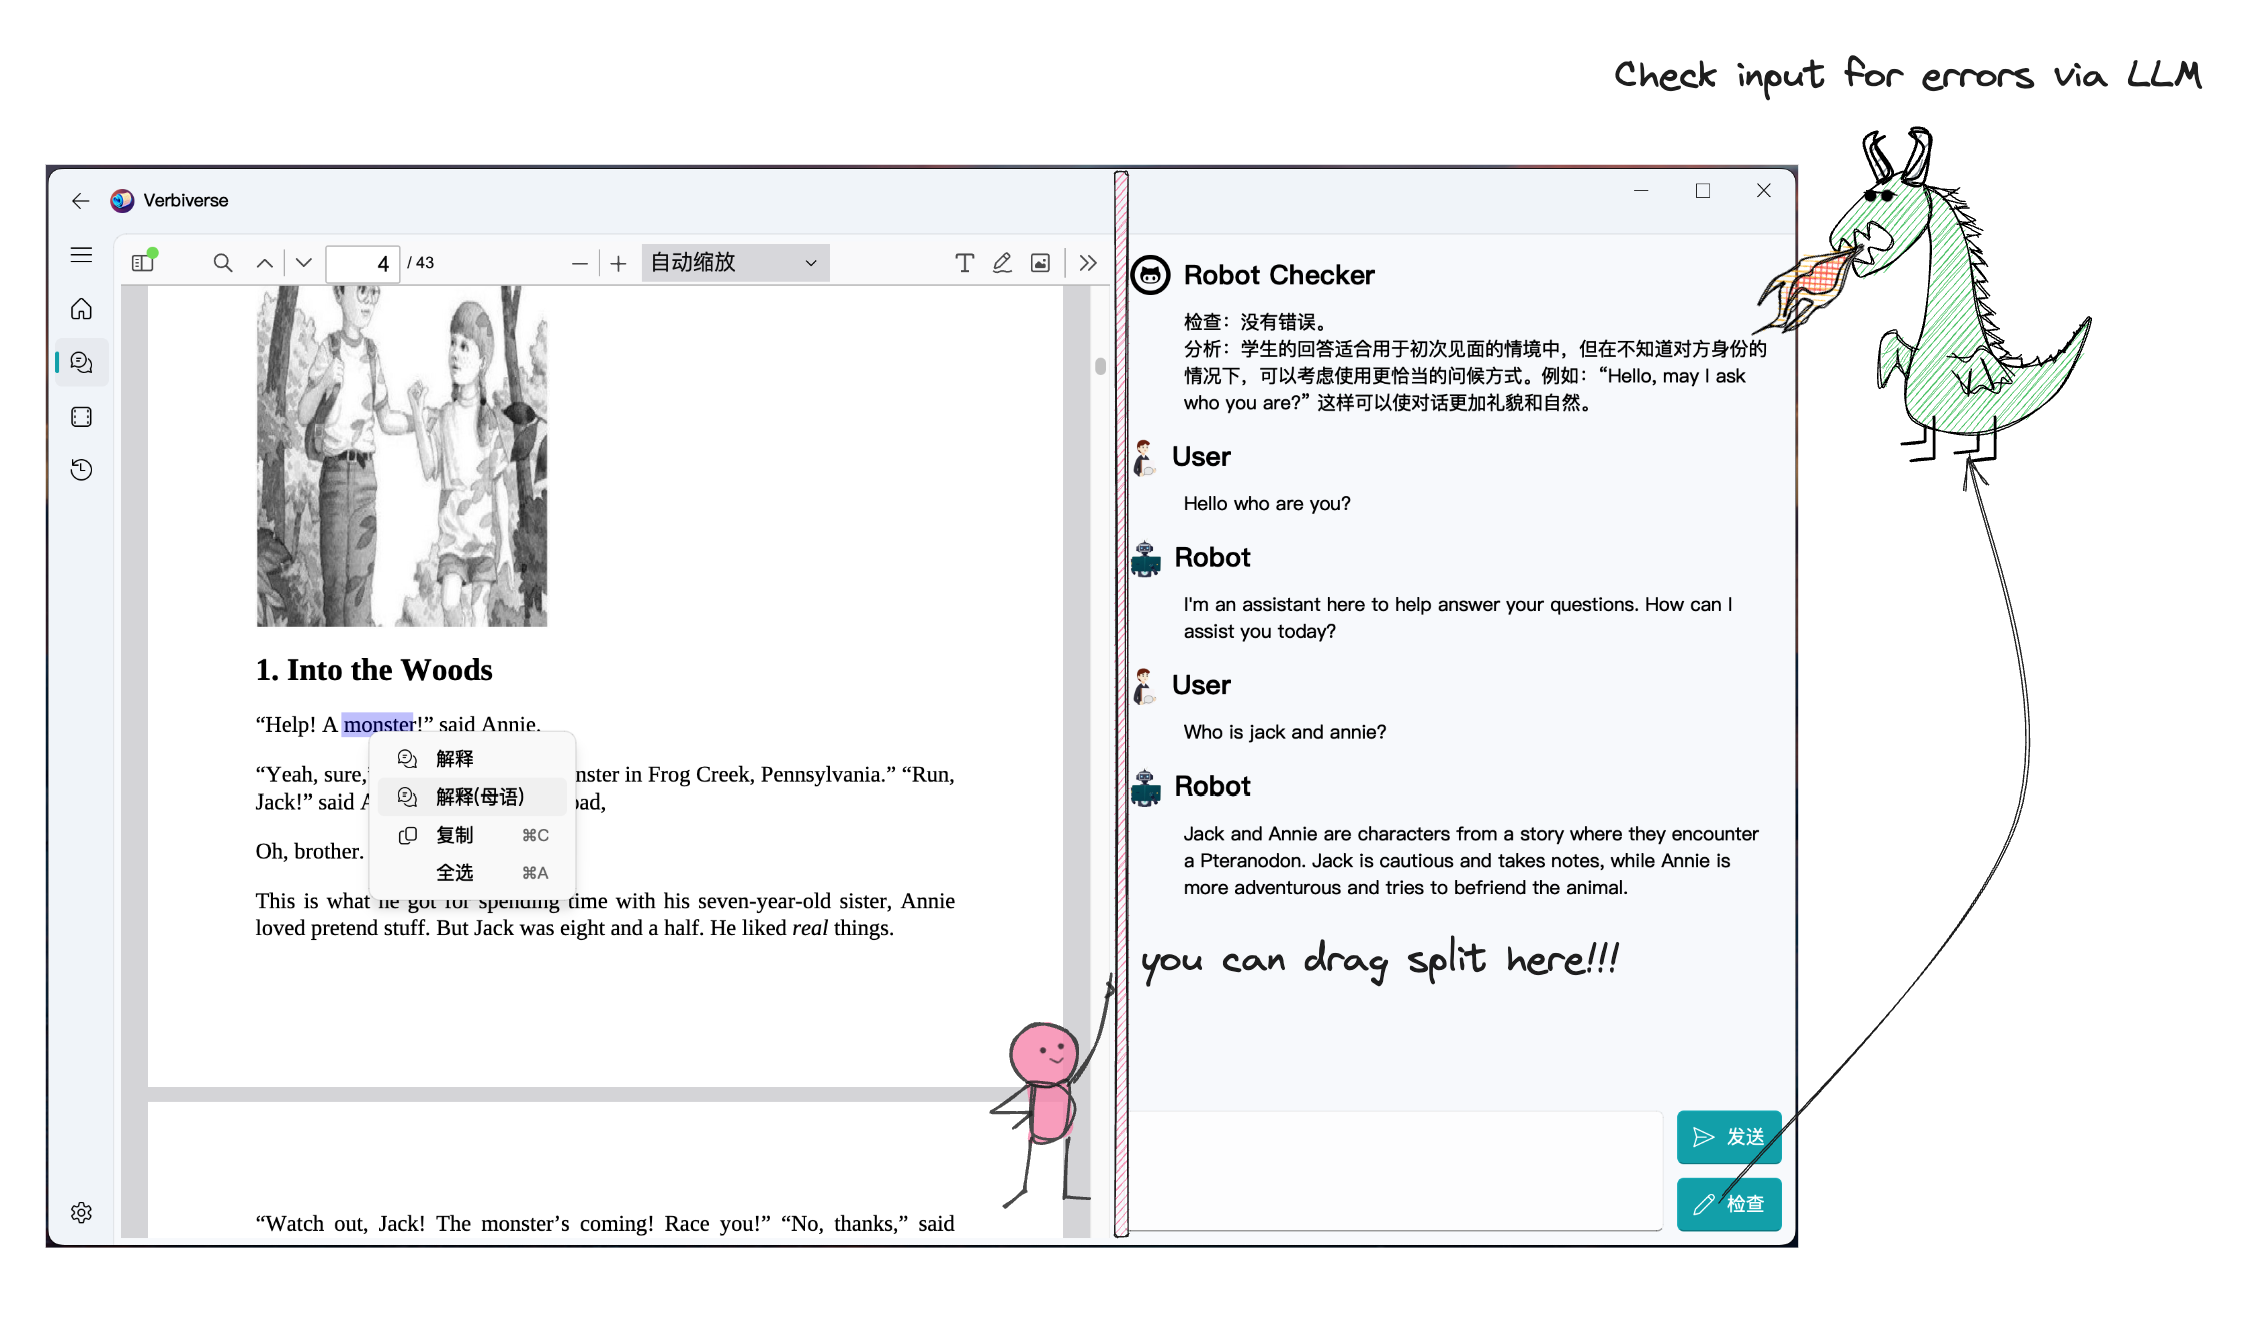 Check input for errors via LLM
Verbiverse
4 / 43
自动缩放
1. Into the Woods
“Help! A monster!” said Annie.
“Yeah, sure,” nster in Frog Creek, Pennsylvania.” “Run,
Jack!” said A oad,
Oh, brother.
This is what he got for spending time with his seven-year-old sister, Annie
loved pretend stuff. But Jack was eight and a half. He liked real things.
解释
解释(母语)
复制 ⌘C
全选 ⌘A
“Watch out, Jack! The monster’s coming! Race you!” “No, thanks,” said
Robot Checker
检查：没有错误。
分析：学生的回答适合用于初次见面的情境中，但在不知道对方身份的
情况下，可以考虑使用更恰当的问候方式。例如：“Hello, may I ask
who you are?” 这样可以使对话更加礼貌和自然。
User
Hello who are you?
Robot
I'm an assistant here to help answer your questions. How can I
assist you today?
User
Who is jack and annie?
Robot
Jack and Annie are characters from a story where they encounter
a Pteranodon. Jack is cautious and takes notes, while Annie is
more adventurous and tries to befriend the animal.
you can drag split here!!!
发送
检查